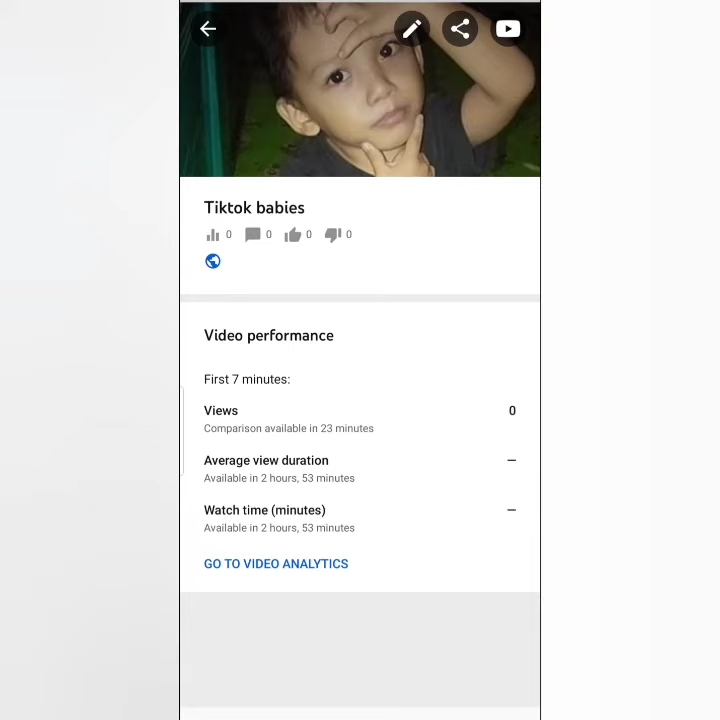 Tiktok babies
0 0 0 0
Video performance
First 7 minutes:
Views 0
Comparison available in 23 minutes
Average view duration —
Available in 2 hours, 53 minutes
Watch time (minutes) —
Available in 2 hours, 53 minutes
GO TO VIDEO ANALYTICS